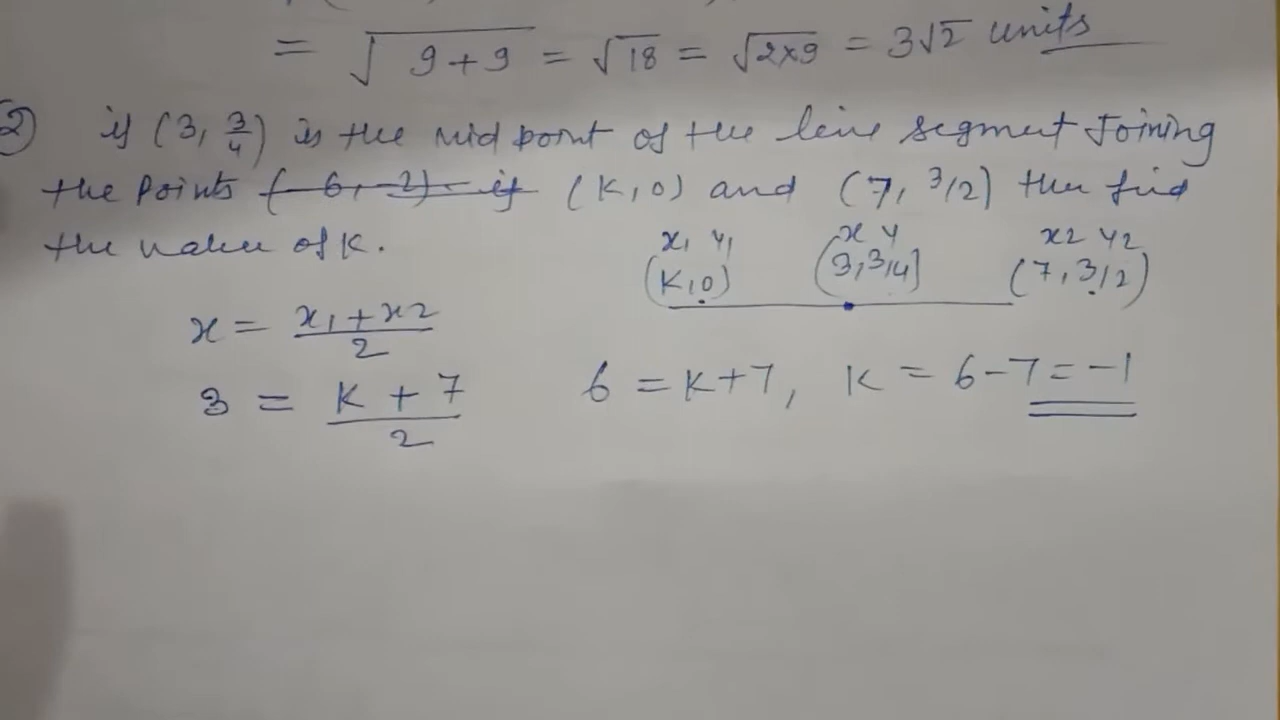 = √9+9 = √18 = √2×9 = 3√2 units
2) if (3, 3/4) is the mid point of the line segment Joining
the points (-6, -2) if (K, 0) and (7, 3/2) then find
the value of K.
x₁ y₁ x y x2 y2
(K, 0) (3, 3/4) (7, 3/2)
x = x₁ + x2 / 2
3 = K + 7 / 2 6 = K+7, K = 6-7 = -1